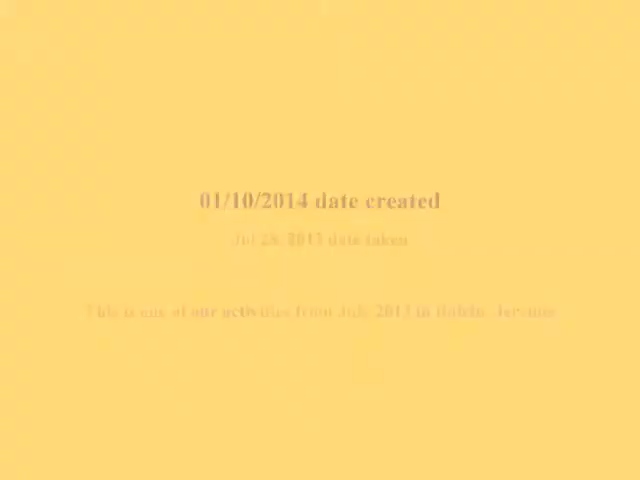 01/10/2014 date created
Jul 28, 2013 date taken
This is one of our activities from July 2013 in